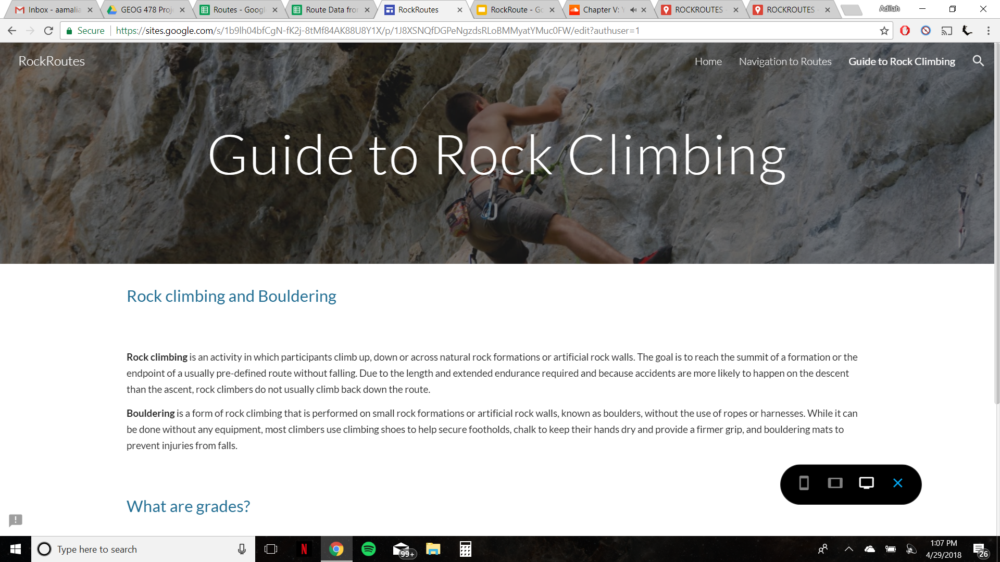 Inbox - aamalia
GEOG 478 Proj
Routes - Googl
Route Data fror
RockRoutes
RockRoute - Go
Chapter V: Y
ROCKROUTES
ROCKROUTES
Adilah
Secure https://sites.google.com/s/1b9lh04bfCgN-fK2j-8tMf84AK88U8Y1X/p/1J8XSNQfDGPeNgzdsRLoBMMyatYMuc0FW/edit?authuser=1
RockRoutes
Home Navigation to Routes Guide to Rock Climbing
Guide to Rock Climbing
Rock climbing and Bouldering
Rock climbing is an activity in which participants climb up, down or across natural rock formations or artificial rock walls. The goal is to reach the summit of a formation or the
endpoint of a usually pre-defined route without falling. Due to the length and extended endurance required and because accidents are more likely to happen on the descent
than the ascent, rock climbers do not usually climb back down the route.
Bouldering is a form of rock climbing that is performed on small rock formations or artificial rock walls, known as boulders, without the use of ropes or harnesses. While it can
be done without any equipment, most climbers use climbing shoes to help secure footholds, chalk to keep their hands dry and provide a firmer grip, and bouldering mats to
prevent injuries from falls.
What are grades?
Type here to search
N
99+
1:07 PM
4/29/2018
26